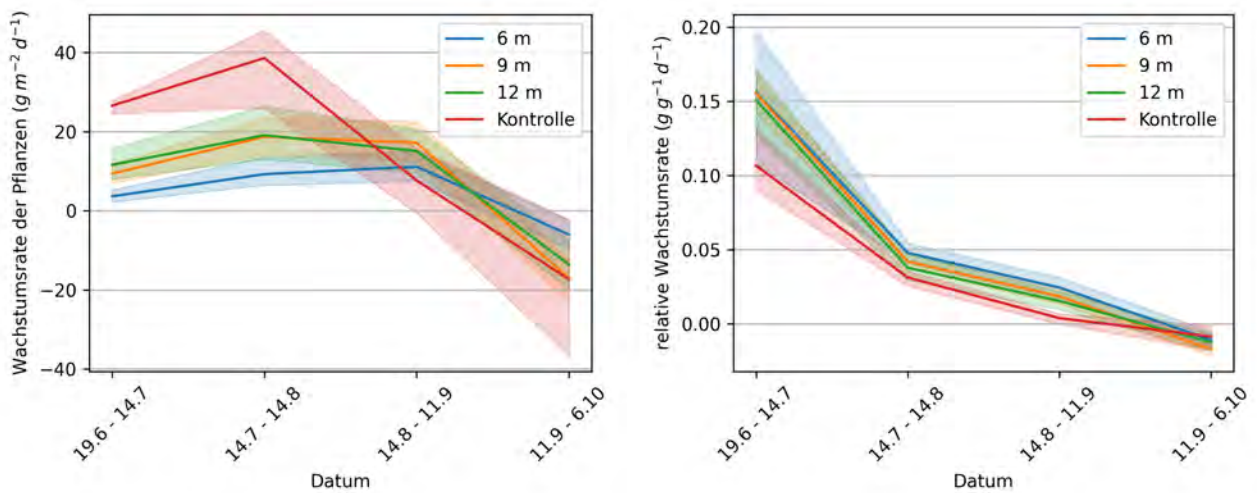 Wachstumsrate der Pflanzen (g m⁻² d⁻¹)
40
20
0
−20
−40
6 m
9 m
12 m
Kontrolle
19.6 - 14.7
14.7 - 14.8
14.8 - 11.9
11.9 - 6.10
Datum
relative Wachstumsrate (g⁻¹ d⁻¹)
0.20
0.15
0.10
0.05
0.00
6 m
9 m
12 m
Kontrolle
19.6 - 14.7
14.7 - 14.8
14.8 - 11.9
11.9 - 6.10
Datum